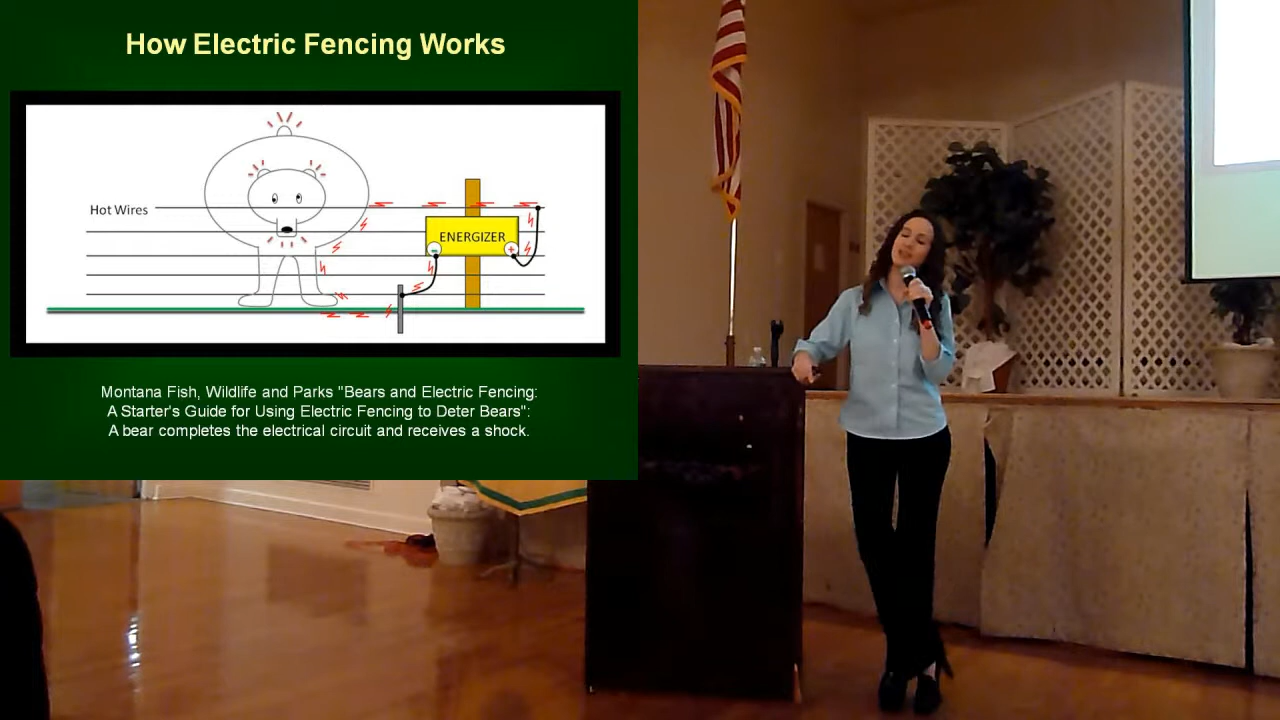 How Electric Fencing Works
Hot Wires
ENERGIZER
- +
Montana Fish, Wildlife and Parks "Bears and Electric Fencing:
A Starter's Guide for Using Electric Fencing to Deter Bears":
A bear completes the electrical circuit and receives a shock.